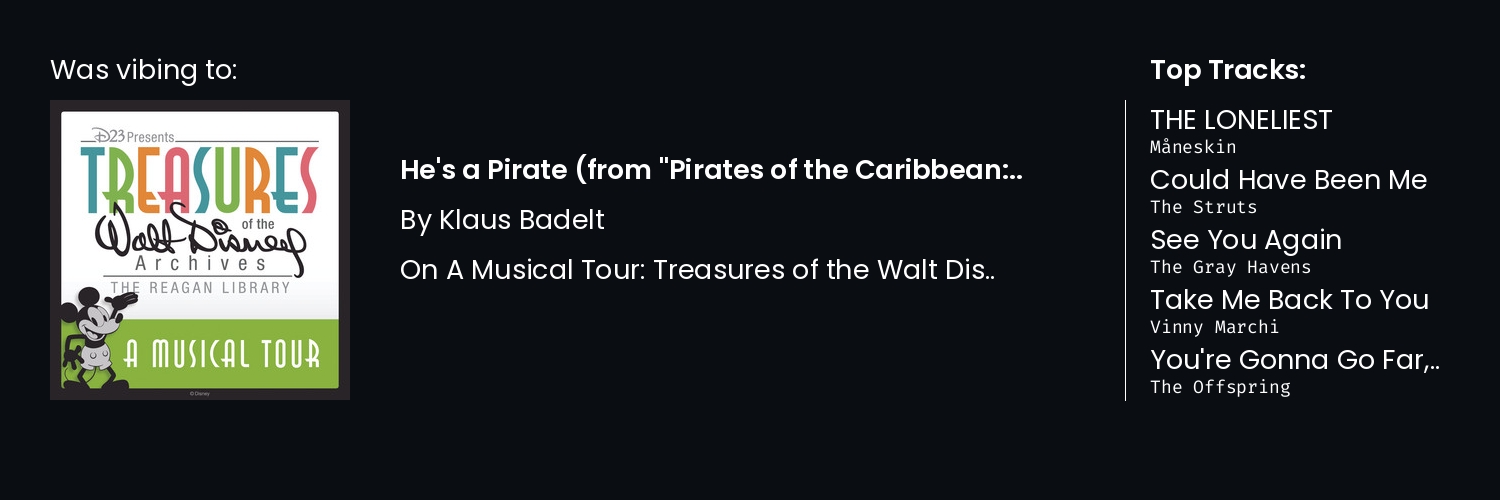 Was vibing to:
D23 Presents
TREASURES
of the
Walt Disney
Archives
THE REAGAN LIBRARY
A MUSICAL TOUR
© Disney
He's a Pirate (from "Pirates of the Caribbean:..
By Klaus Badelt
On A Musical Tour: Treasures of the Walt Dis..
Top Tracks:
THE LONELIEST
Måneskin
Could Have Been Me
The Struts
See You Again
The Gray Havens
Take Me Back To You
Vinny Marchi
You're Gonna Go Far,..
The Offspring